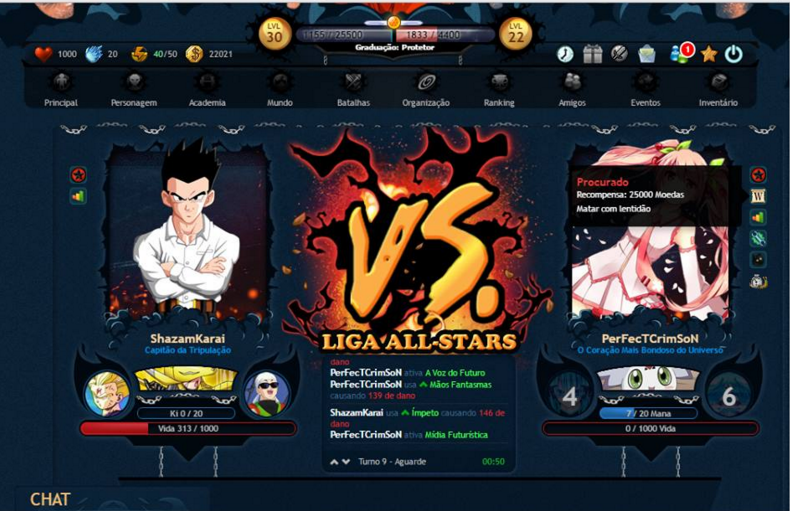 LVL
30
1155 / 25500
1833 / 4400
LVL
22
Graduação: Protetor
1000
20
40/50
22021
1
Principal
Personagem
Academia
Mundo
Batalhas
Organização
Ranking
Amigos
Eventos
Inventário
VS.
LIGA ALL-STARS
Procurado
Recompensa: 25000 Moedas
Matar com lentidão
W
ShazamKarai
Capitão da Tripulação
PerFecTCrimSoN
O Coração Mais Bondoso do Universo
Ki 0 / 20
Vida 313 / 1000
dano
PerFecTCrimSoN ativa A Voz do Futuro
PerFecTCrimSoN usa Mãos Fantasmas
causando 139 de dano
ShazamKarai usa Ímpeto causando 146 de
dano
PerFecTCrimSoN ativa Mídia Futurística
Turno 9 - Aguarde
00:50
4
6
7 / 20 Mana
0 / 1000 Vida
CHAT